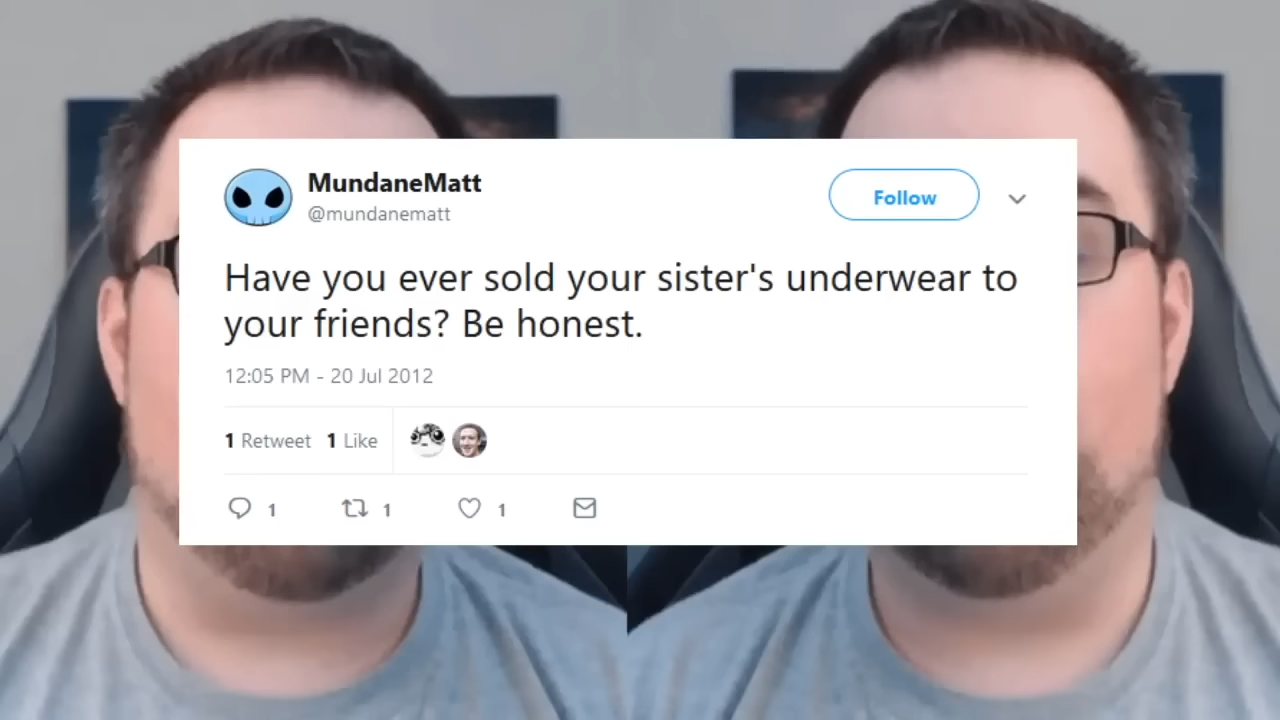 MundaneMatt
@mundanematt
Follow
Have you ever sold your sister's underwear to
your friends? Be honest.
12:05 PM - 20 Jul 2012
1 Retweet 1 Like
1 1 1